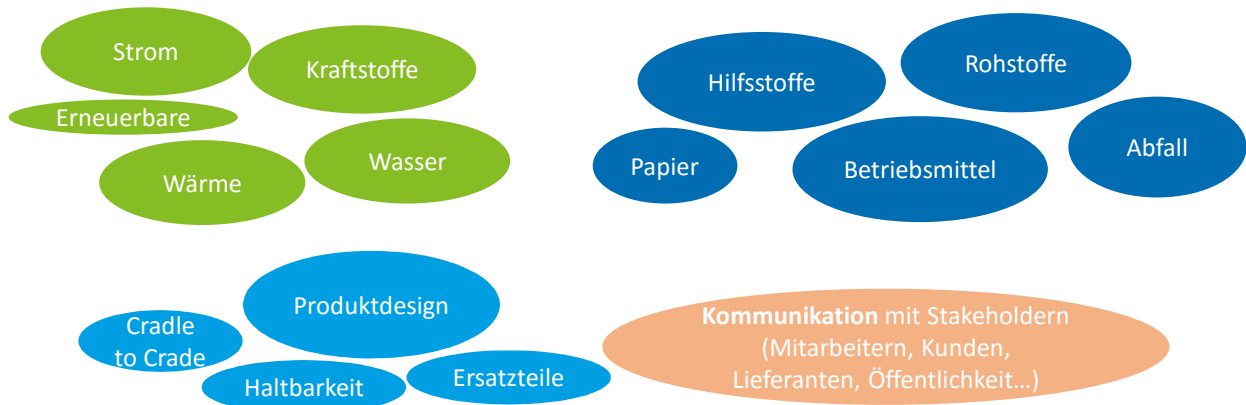 Strom
Kraftstoffe
Erneuerbare
Wärme
Wasser
Hilfsstoffe
Rohstoffe
Papier
Betriebsmittel
Abfall
Cradle
to Crade
Produktdesign
Haltbarkeit
Ersatzteile
Kommunikation mit Stakeholdern
(Mitarbeitern, Kunden,
Lieferanten, Öffentlichkeit...)